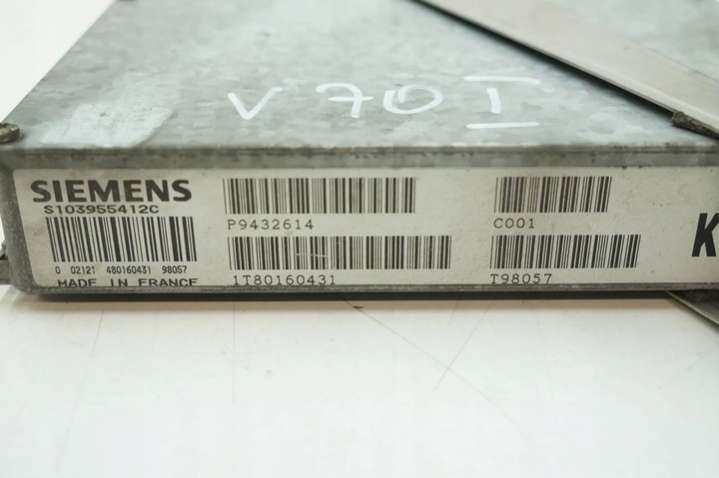 V70 I
SIEMENS
S103955412C
0 02121 480160431 98057
MADE IN FRANCE
P9432614
1T80160431
C001
T98057
K